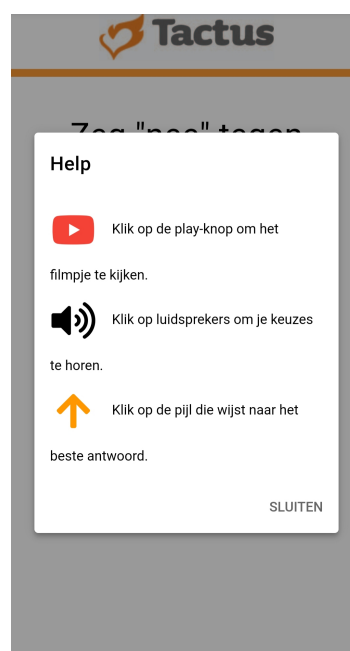 Tactus
Zeg "nee" tegen
Help
Klik op de play-knop om het
filmpje te kijken.
Klik op luidsprekers om je keuzes
te horen.
Klik op de pijl die wijst naar het
beste antwoord.
SLUITEN